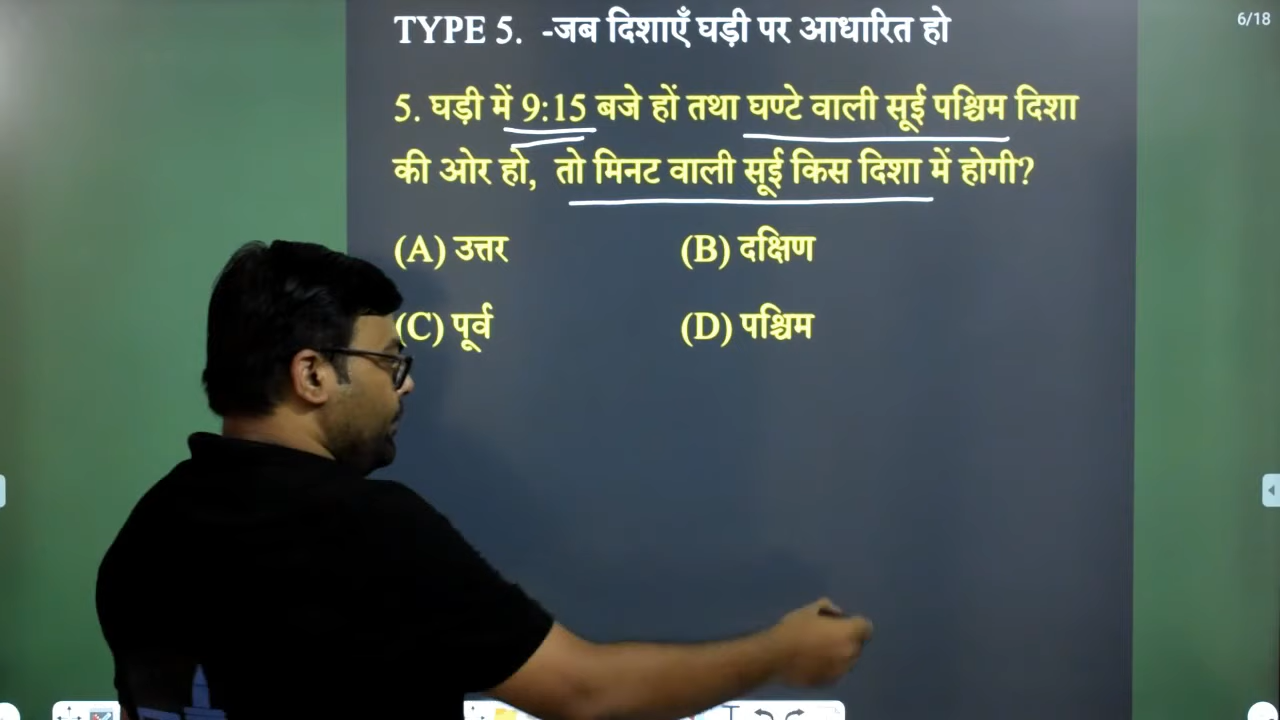 TYPE 5. -जब दिशाएँ घड़ी पर आधारित हो
6/18
5. घड़ी में 9:15 बजे हों तथा घण्टे वाली सूई पश्चिम दिशा
की ओर हो, तो मिनट वाली सूई किस दिशा में होगी?
(A) उत्तर (B) दक्षिण
(C) पूर्व (D) पश्चिम